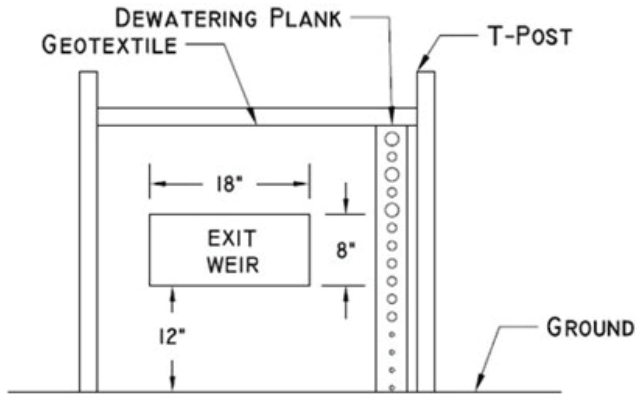 DEWATERING PLANK
GEOTEXTILE
T-POST
18"
EXIT
WEIR
8"
12"
GROUND